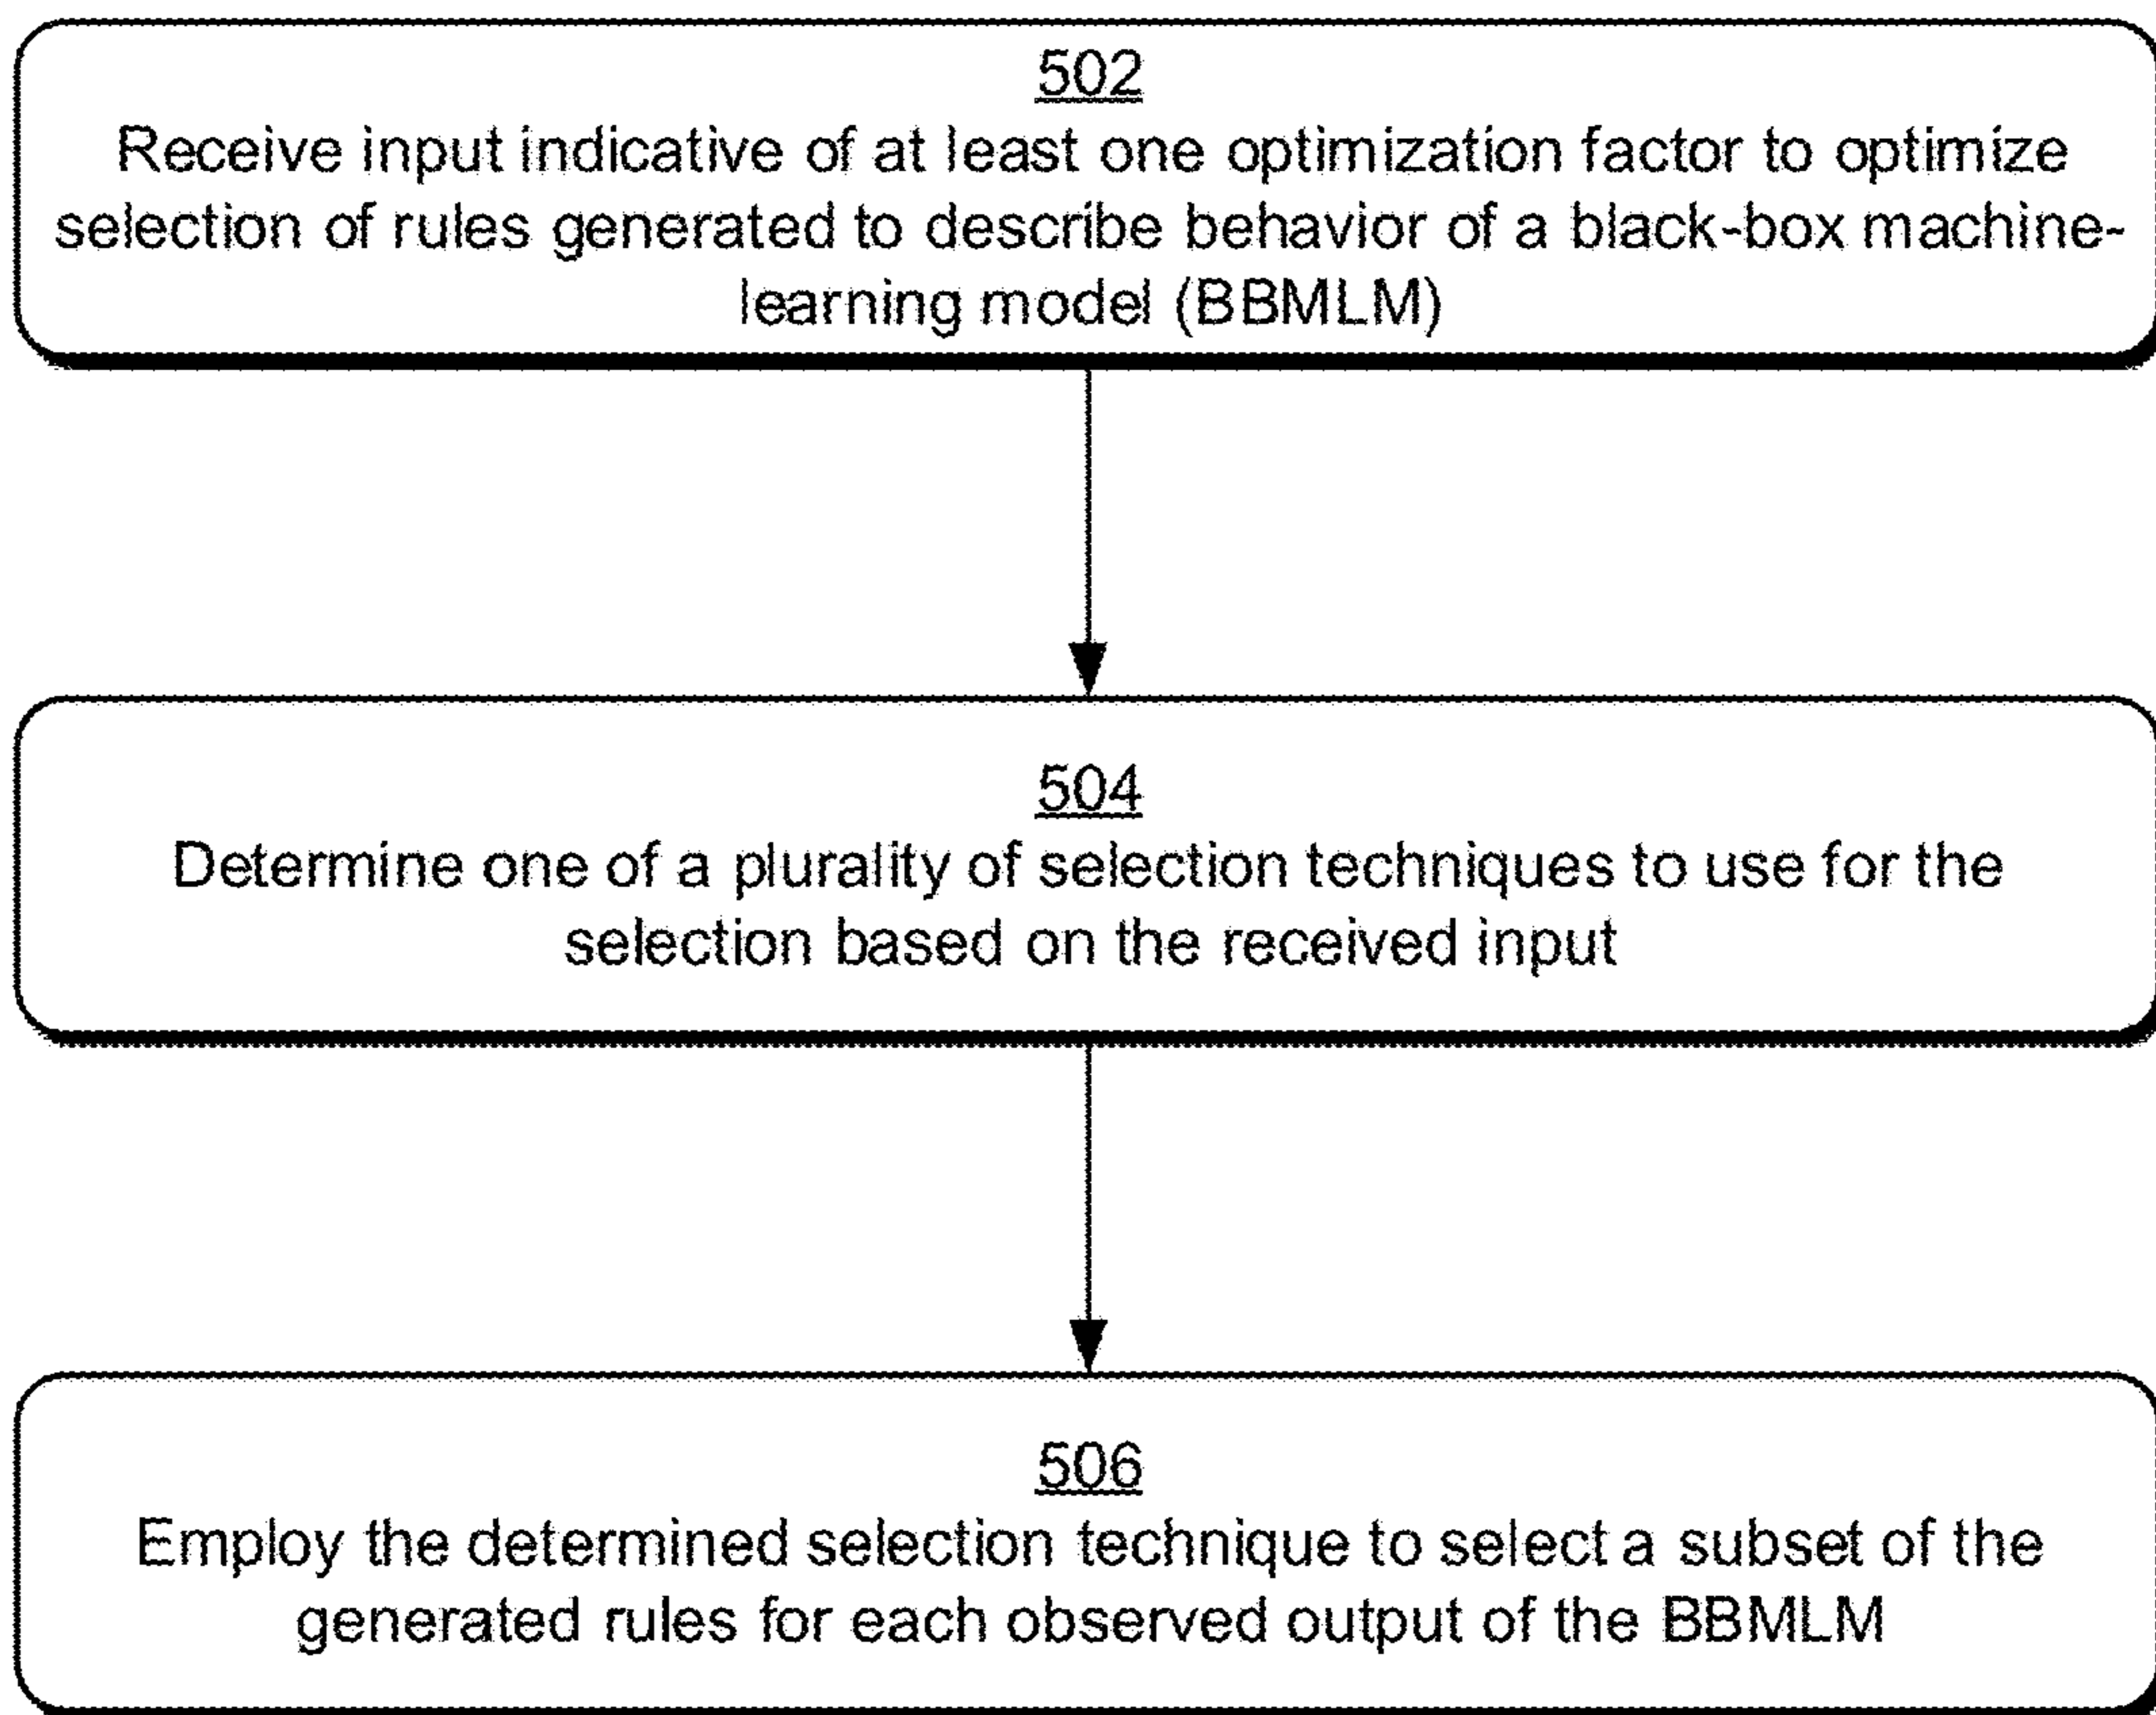 502
Receive input indicative of at least one optimization factor to optimize
selection of rules generated to describe behavior of a black-box machine-
learning model (BBMLM)
504
Determine one of a plurality of selection techniques to use for the
selection based on the received input
506
Employ the determined selection technique to select a subset of the
generated rules for each observed output of the BBMLM